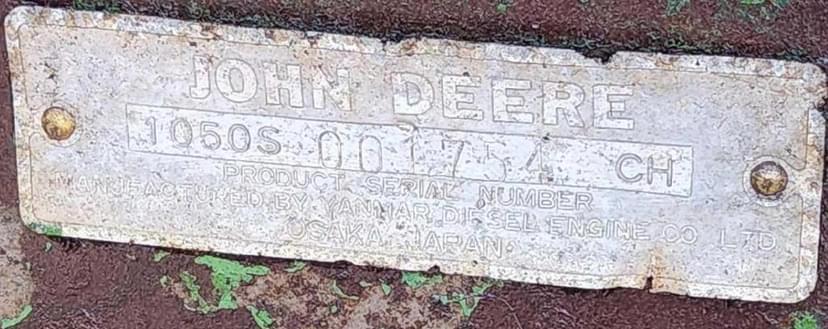 JOHN DEERE
1050S 001754 CH
PRODUCT SERIAL NUMBER
MANUFACTURED BY YANMAR DIESEL ENGINE CO LTD
OSAKA, JAPAN.